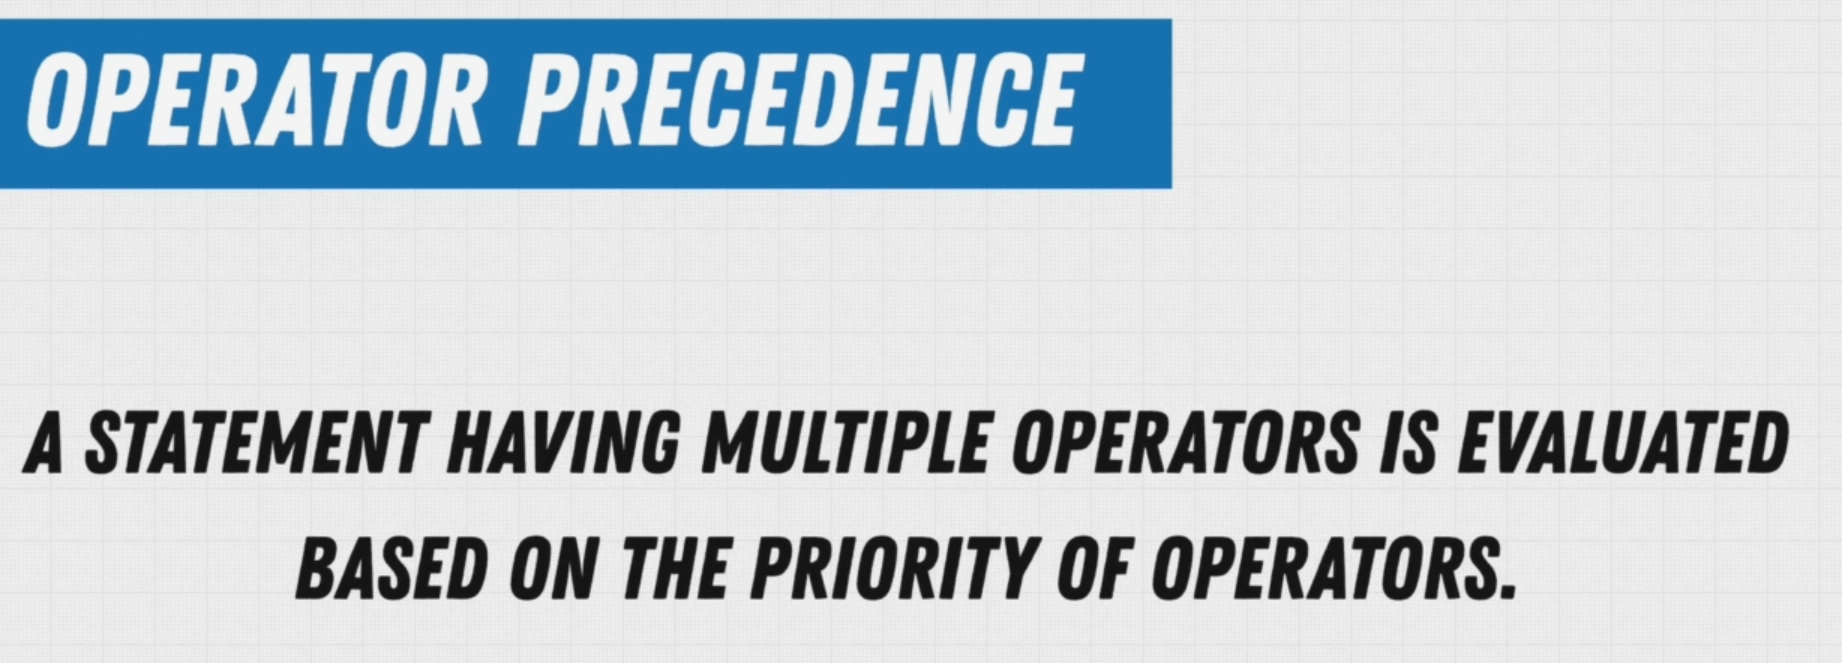 OPERATOR PRECEDENCE
A STATEMENT HAVING MULTIPLE OPERATORS IS EVALUATED
BASED ON THE PRIORITY OF OPERATORS.